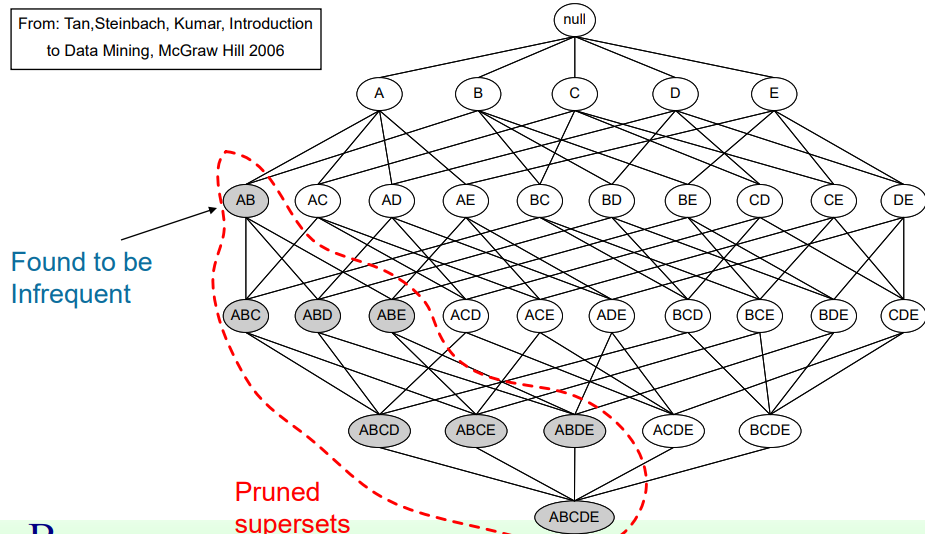 From: Tan,Steinbach, Kumar, Introduction
to Data Mining, McGraw Hill 2006
null
A B C D E
AB AC AD AE BC BD BE CD CE DE
Found to be
Infrequent
ABC ABD ABE ACD ACE ADE BCD BCE BDE CDE
ABCD ABCE ABDE ACDE BCDE
Pruned
supersets
ABCDE